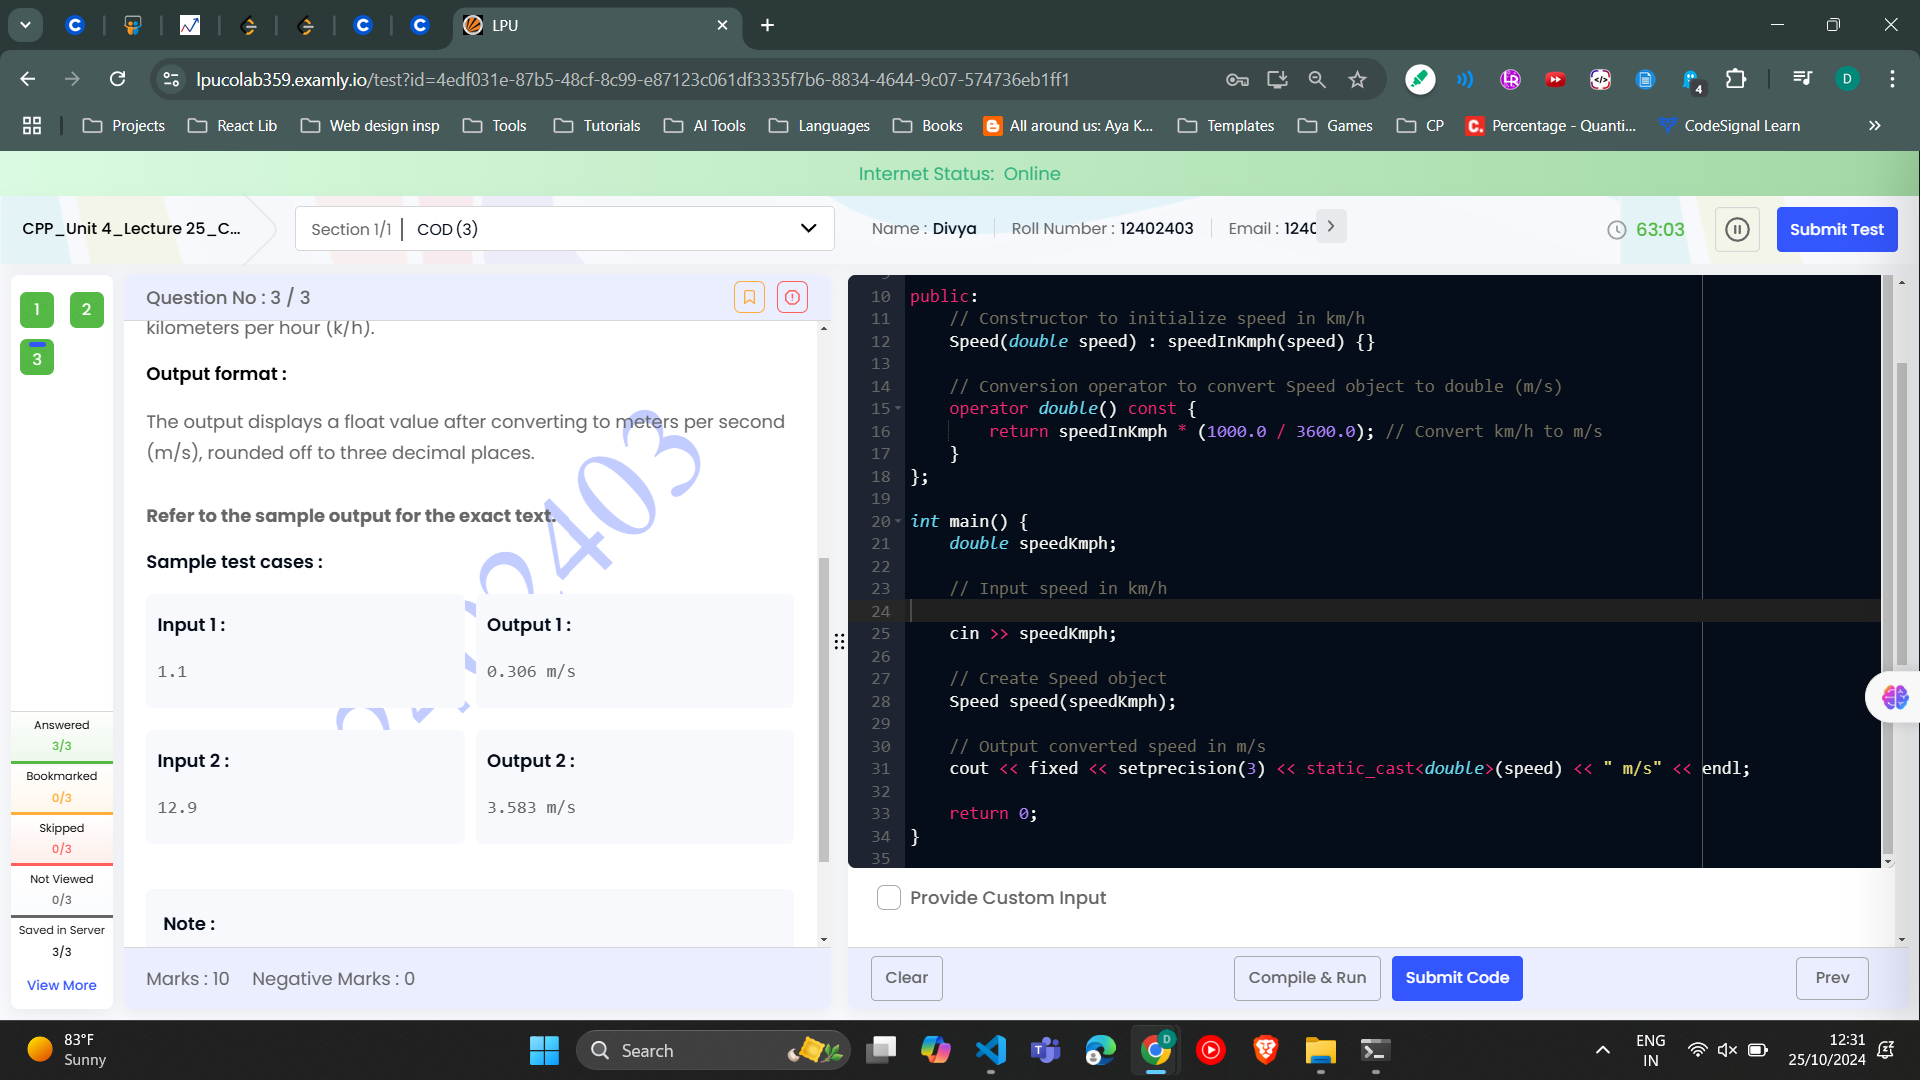 LPU
lpucolab359.examly.io/test?id=4edf031e-87b5-48cf-8c99-e87123c061df3335f7b6-8834-4644-9c07-574736eb1ff1
4
D
Projects
React Lib
Web design insp
Tools
Tutorials
AI Tools
Languages
Books
All around us: Aya K...
Templates
Games
CP
Percentage - Quanti...
CodeSignal Learn
Internet Status: Online
CPP_Unit 4_Lecture 25_C...
Section 1/1 | COD (3)
Name : Divya
Roll Number : 12402403
Email : 1240
63:03
Submit Test
1
2
3
Question No : 3 / 3
kilometers per hour (k/h).
Output format :
The output displays a float value after converting to meters per second
(m/s), rounded off to three decimal places.
Refer to the sample output for the exact text.
Sample test cases :
Input 1 :
1.1
Output 1 :
0.306 m/s
Input 2 :
12.9
Output 2 :
3.583 m/s
Note :
Marks : 10 Negative Marks : 0
Answered
3/3
Bookmarked
0/3
Skipped
0/3
Not Viewed
0/3
Saved in Server
3/3
View More
10 public:
11 // Constructor to initialize speed in km/h
12 Speed(double speed) : speedInKmph(speed) {}
13
14 // Conversion operator to convert Speed object to double (m/s)
15 operator double() const {
16 return speedInKmph * (1000.0 / 3600.0); // Convert km/h to m/s
17 }
18 };
19
20 int main() {
21 double speedKmph;
22
23 // Input speed in km/h
24
25 cin >> speedKmph;
26
27 // Create Speed object
28 Speed speed(speedKmph);
29
30 // Output converted speed in m/s
31 cout << fixed << setprecision(3) << static_cast<double>(speed) << " m/s" << endl;
32
33 return 0;
34 }
35
Provide Custom Input
Clear
Compile & Run
Submit Code
Prev
83°F
Sunny
Search
D
ENG
IN
12:31
25/10/2024